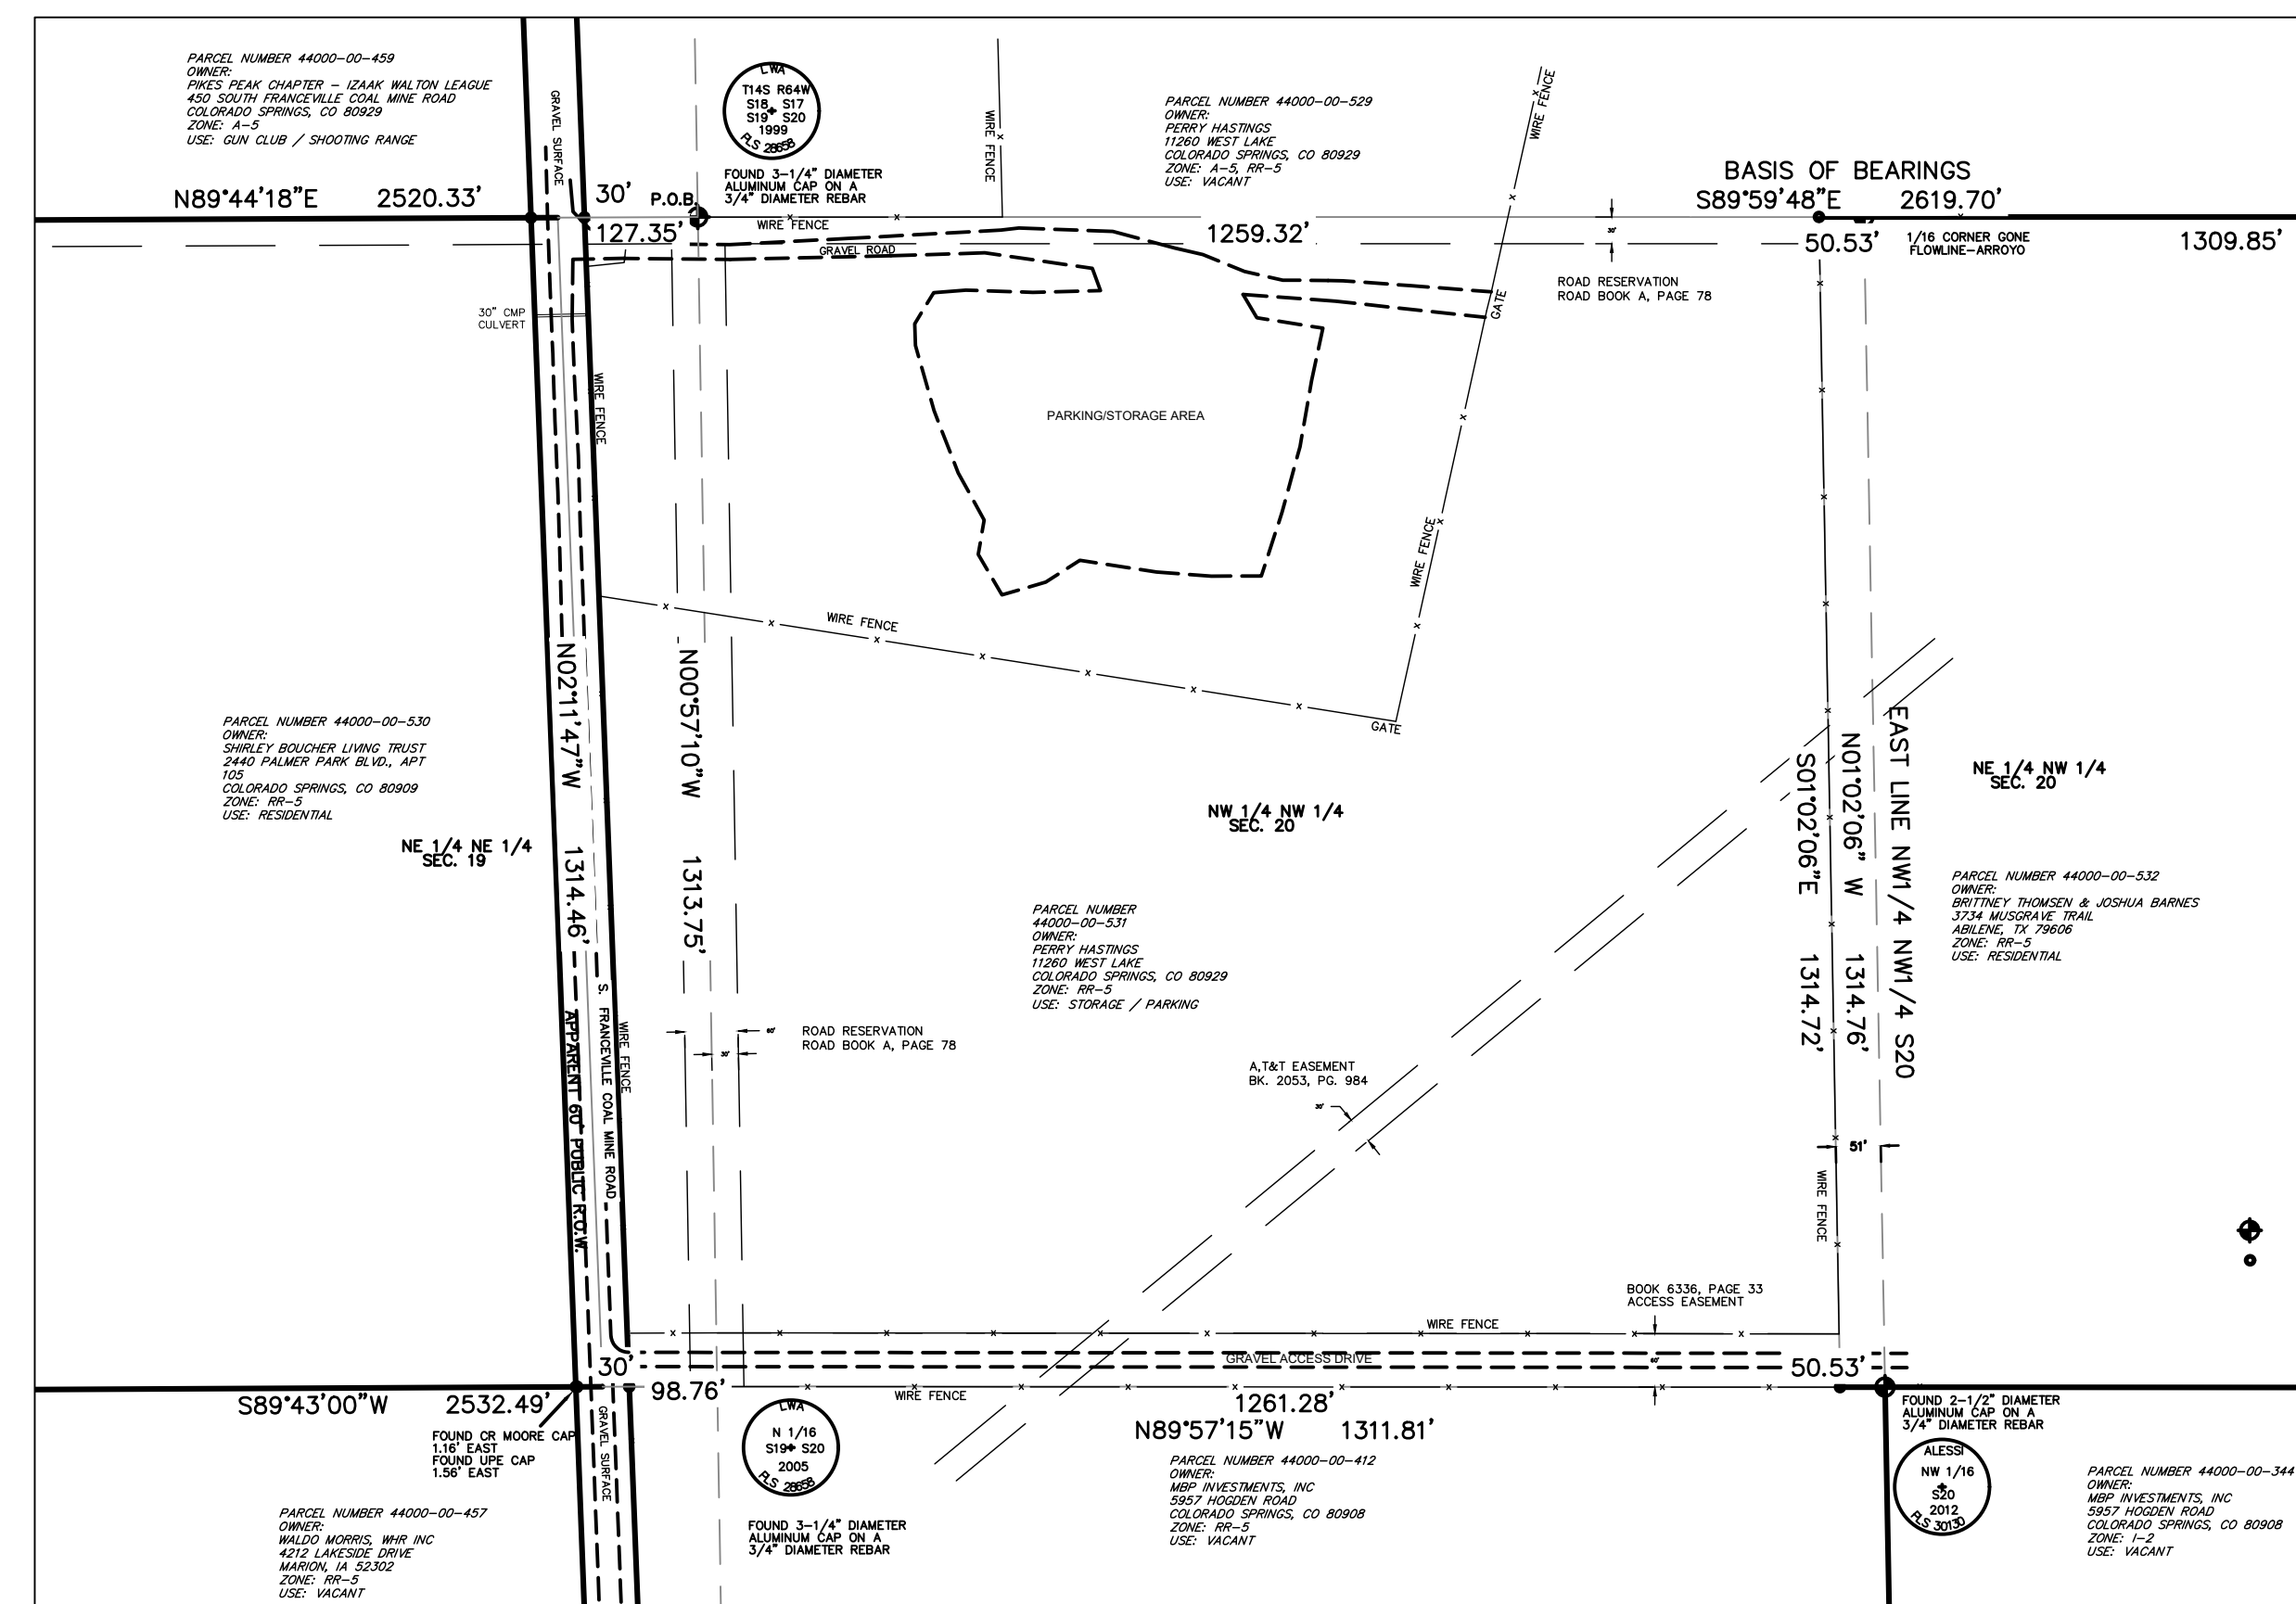 PARCEL NUMBER 44000-00-459
OWNER:
PIKES PEAK CHAPTER - IZAAK WALTON LEAGUE
450 SOUTH FRANCEVILLE COAL MINE ROAD
COLORADO SPRINGS, CO 80929
ZONE: A-5
USE: GUN CLUB / SHOOTING RANGE
GRAVEL SURFACE
LWA
T14S R64W
S18 S17
S19 S20
1999
PLS 28658
FOUND 3-1/4" DIAMETER
ALUMINUM CAP ON A
3/4" DIAMETER REBAR
WIRE FENCE
PARCEL NUMBER 44000-00-529
OWNER:
PERRY HASTINGS
11260 WEST LAKE
COLORADO SPRINGS, CO 80929
ZONE: A-5, RR-5
USE: VACANT
WIRE FENCE
BASIS OF BEARINGS
S89°59'48"E 2619.70'
N89°44'18"E 2520.33'
30'
P.O.B.
127.35'
WIRE FENCE
GRAVEL ROAD
1259.32'
30'
50.53'
1/16 CORNER GONE
FLOWLINE-ARROYO
1309.85'
ROAD RESERVATION
ROAD BOOK A, PAGE 78
GATE
30" CMP
CULVERT
WIRE FENCE
PARKING/STORAGE AREA
WIRE FENCE
WIRE FENCE
GATE
N02°11'47"W 1314.46'
N00°57'10"W 1313.75'
PARCEL NUMBER 44000-00-530
OWNER:
SHIRLEY BOUCHER LIVING TRUST
2440 PALMER PARK BLVD., APT
105
COLORADO SPRINGS, CO 80909
ZONE: RR-5
USE: RESIDENTIAL
NE 1/4 NE 1/4
SEC. 19
NW 1/4 NW 1/4
SEC. 20
S01°02'06"E 1314.72'
N01°02'06" W 1314.76'
EAST LINE NW1/4 NW1/4 S20
NE 1/4 NW 1/4
SEC. 20
PARCEL NUMBER 44000-00-532
OWNER:
BRITTNEY THOMSEN & JOSHUA BARNES
3734 MUSGRAVE TRAIL
ABILENE, TX 79606
ZONE: RR-5
USE: RESIDENTIAL
PARCEL NUMBER
44000-00-531
OWNER:
PERRY HASTINGS
11260 WEST LAKE
COLORADO SPRINGS, CO 80929
ZONE: RR-5
USE: STORAGE / PARKING
APPARENT 60' PUBLIC R.O.W.
S. FRANCEVILLE COAL MINE ROAD
WIRE FENCE
60'
30'
ROAD RESERVATION
ROAD BOOK A, PAGE 78
A,T&T EASEMENT
BK. 2053, PG. 984
30'
51'
WIRE FENCE
BOOK 6336, PAGE 33
ACCESS EASEMENT
WIRE FENCE
GRAVEL ACCESS DRIVE
60'
30'
50.53'
98.76'
WIRE FENCE
1261.28'
N89°57'15"W 1311.81'
S89°43'00"W 2532.49'
FOUND CR MOORE CAP
1.16' EAST
FOUND UPE CAP
1.56' EAST
GRAVEL SURFACE
LWA
N 1/16
S19 S20
2005
PLS 28658
FOUND 3-1/4" DIAMETER
ALUMINUM CAP ON A
3/4" DIAMETER REBAR
PARCEL NUMBER 44000-00-457
OWNER:
WALDO MORRIS, WHR INC
4212 LAKESIDE DRIVE
MARION, IA 52302
ZONE: RR-5
USE: VACANT
PARCEL NUMBER 44000-00-412
OWNER:
MBP INVESTMENTS, INC
5957 HOGDEN ROAD
COLORADO SPRINGS, CO 80908
ZONE: RR-5
USE: VACANT
FOUND 2-1/2" DIAMETER
ALUMINUM CAP ON A
3/4" DIAMETER REBAR
ALESSI
NW 1/16
S20
2012
PLS 30130
PARCEL NUMBER 44000-00-344
OWNER:
MBP INVESTMENTS, INC
5957 HOGDEN ROAD
COLORADO SPRINGS, CO 80908
ZONE: I-2
USE: VACANT